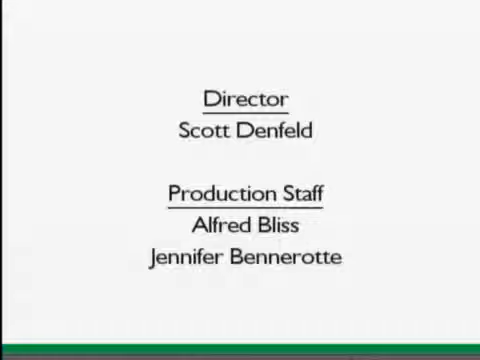 Director
Scott Denfeld
Production Staff
Alfred Bliss
Jennifer Bennerotte